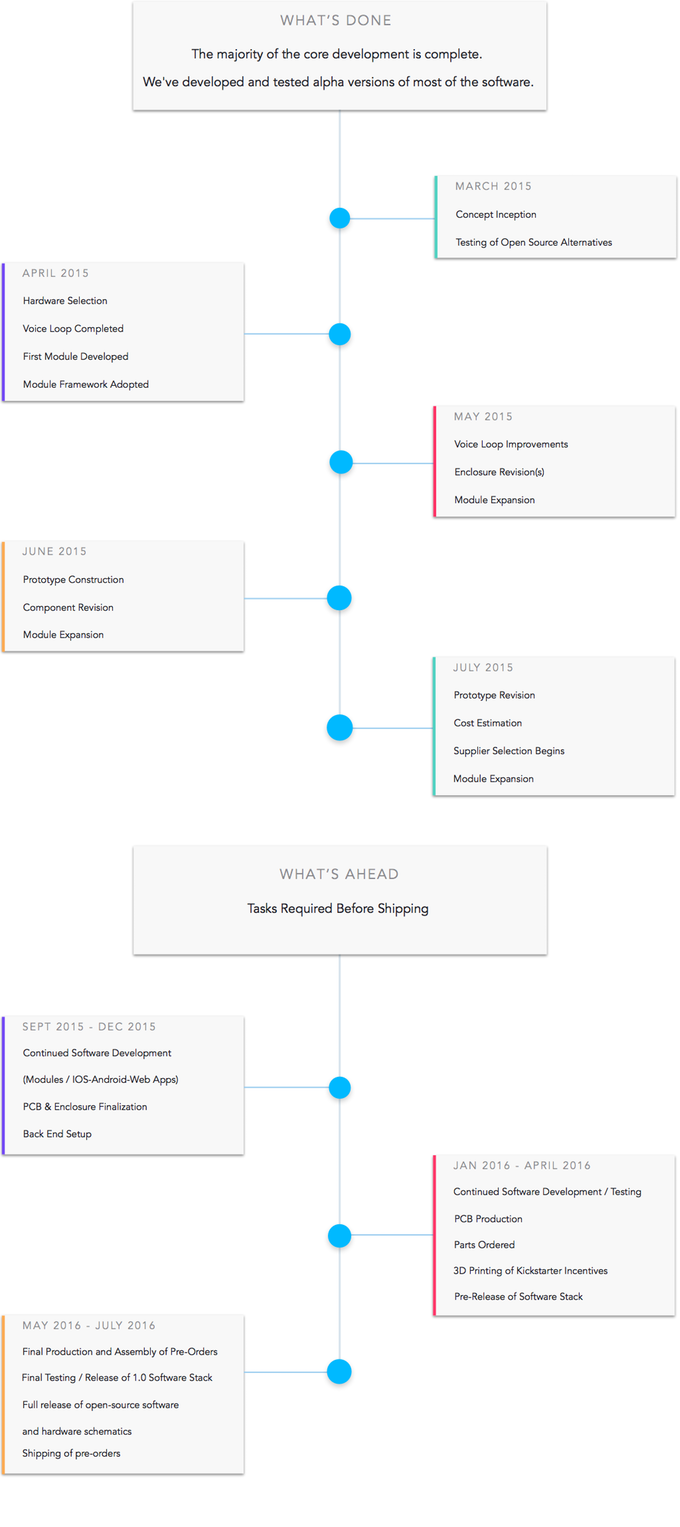 WHAT'S DONE
The majority of the core development is complete.
We've developed and tested alpha versions of most of the software.
MARCH 2015
Concept Inception
Testing of Open Source Alternatives
APRIL 2015
Hardware Selection
Voice Loop Completed
First Module Developed
Module Framework Adopted
MAY 2015
Voice Loop Improvements
Enclosure Revision(s)
Module Expansion
JUNE 2015
Prototype Construction
Component Revision
Module Expansion
JULY 2015
Prototype Revision
Cost Estimation
Supplier Selection Begins
Module Expansion
WHAT'S AHEAD
Tasks Required Before Shipping
SEPT 2015 - DEC 2015
Continued Software Development
(Modules / IOS-Android-Web Apps)
PCB & Enclosure Finalization
Back End Setup
JAN 2016 - APRIL 2016
Continued Software Development / Testing
PCB Production
Parts Ordered
3D Printing of Kickstarter Incentives
Pre-Release of Software Stack
MAY 2016 - JULY 2016
Final Production and Assembly of Pre-Orders
Final Testing / Release of 1.0 Software Stack
Full release of open-source software
and hardware schematics
Shipping of pre-orders